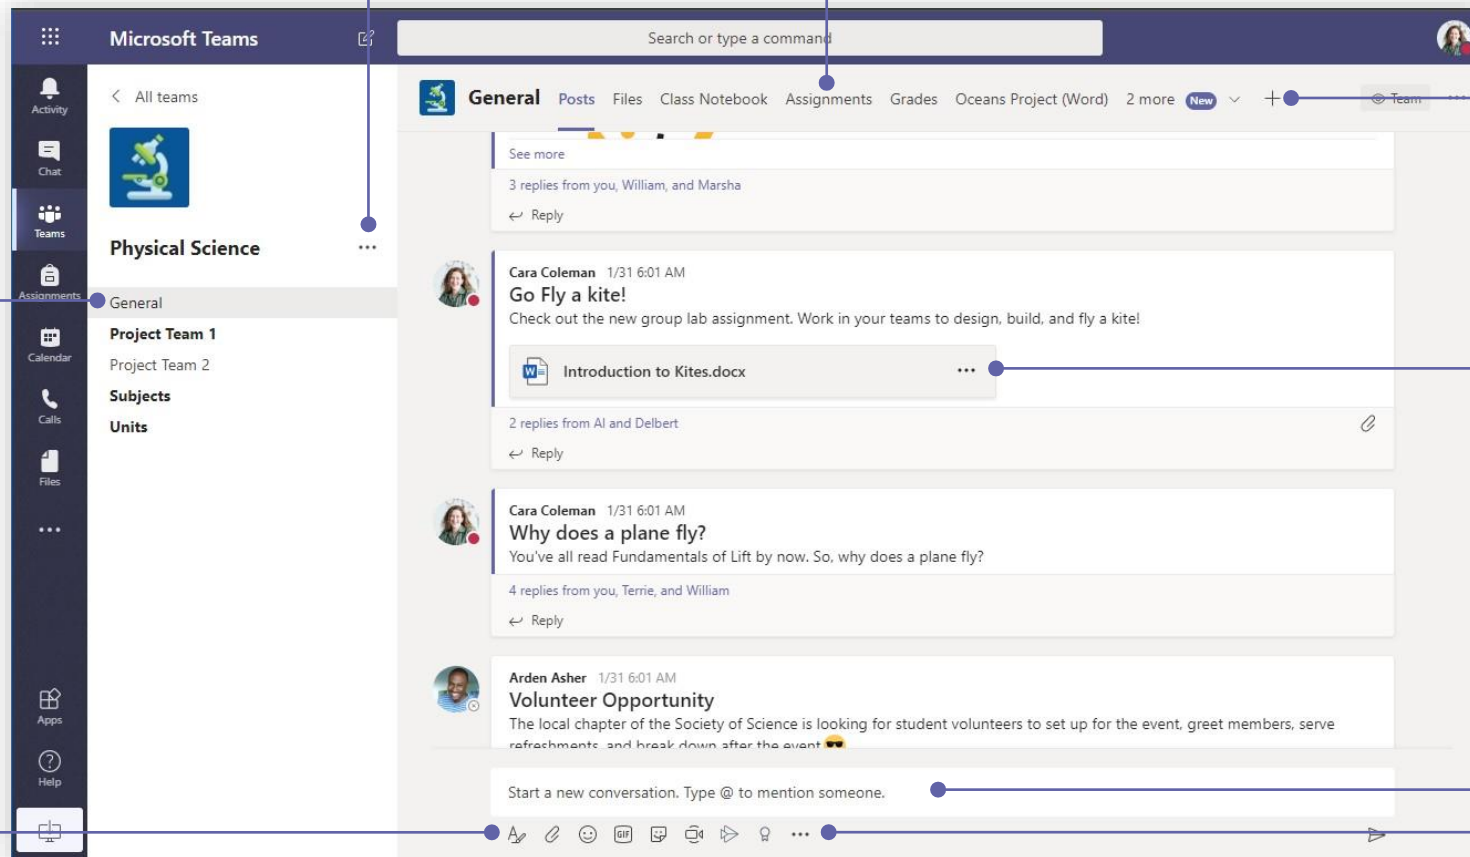 Microsoft Teams
Search or type a command
Activity
Chat
Teams
Assignments
Calendar
Calls
Files
Apps
Help
All teams
Physical Science
General
Project Team 1
Project Team 2
Subjects
Units
General Posts Files Class Notebook Assignments Grades Oceans Project (Word) 2 more New Team
See more
3 replies from you, William, and Marsha
Reply
Cara Coleman 1/31 6:01 AM
Go Fly a kite!
Check out the new group lab assignment. Work in your teams to design, build, and fly a kite!
Introduction to Kites.docx
2 replies from Al and Delbert
Reply
Cara Coleman 1/31 6:01 AM
Why does a plane fly?
You've all read Fundamentals of Lift by now. So, why does a plane fly?
4 replies from you, Terrie, and William
Reply
Arden Asher 1/31 6:01 AM
Volunteer Opportunity
The local chapter of the Society of Science is looking for student volunteers to set up for the event, greet members, serve
refreshments, and break down after the event
Start a new conversation. Type @ to mention someone.
GIF